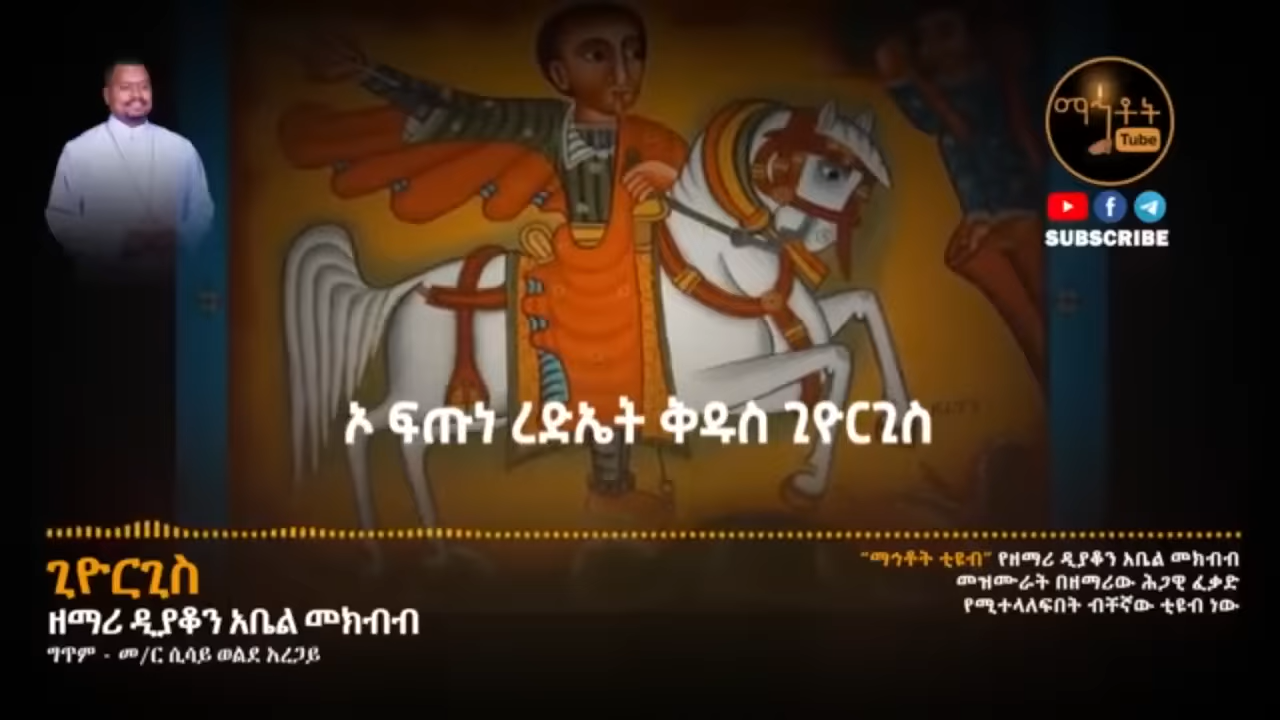 ማኅቶት
Tube
SUBSCRIBE
ኦ ፍጡነ ረድኤት ቅዱስ ጊዮርጊስ
ጊዮርጊስ
ዘማሪ ዲያቆን አቤል መክብብ
ግጥም - መ/ር ሲሳይ ወልደ አረጋይ
“ማኅቶት ቲዩብ” የዘማሪ ዲያቆን አቤል መክብብ
መዝሙራት በዘማሪው ሕጋዊ ፈቃድ
የሚተላለፍበት ብቸኛው ቲዩብ ነው